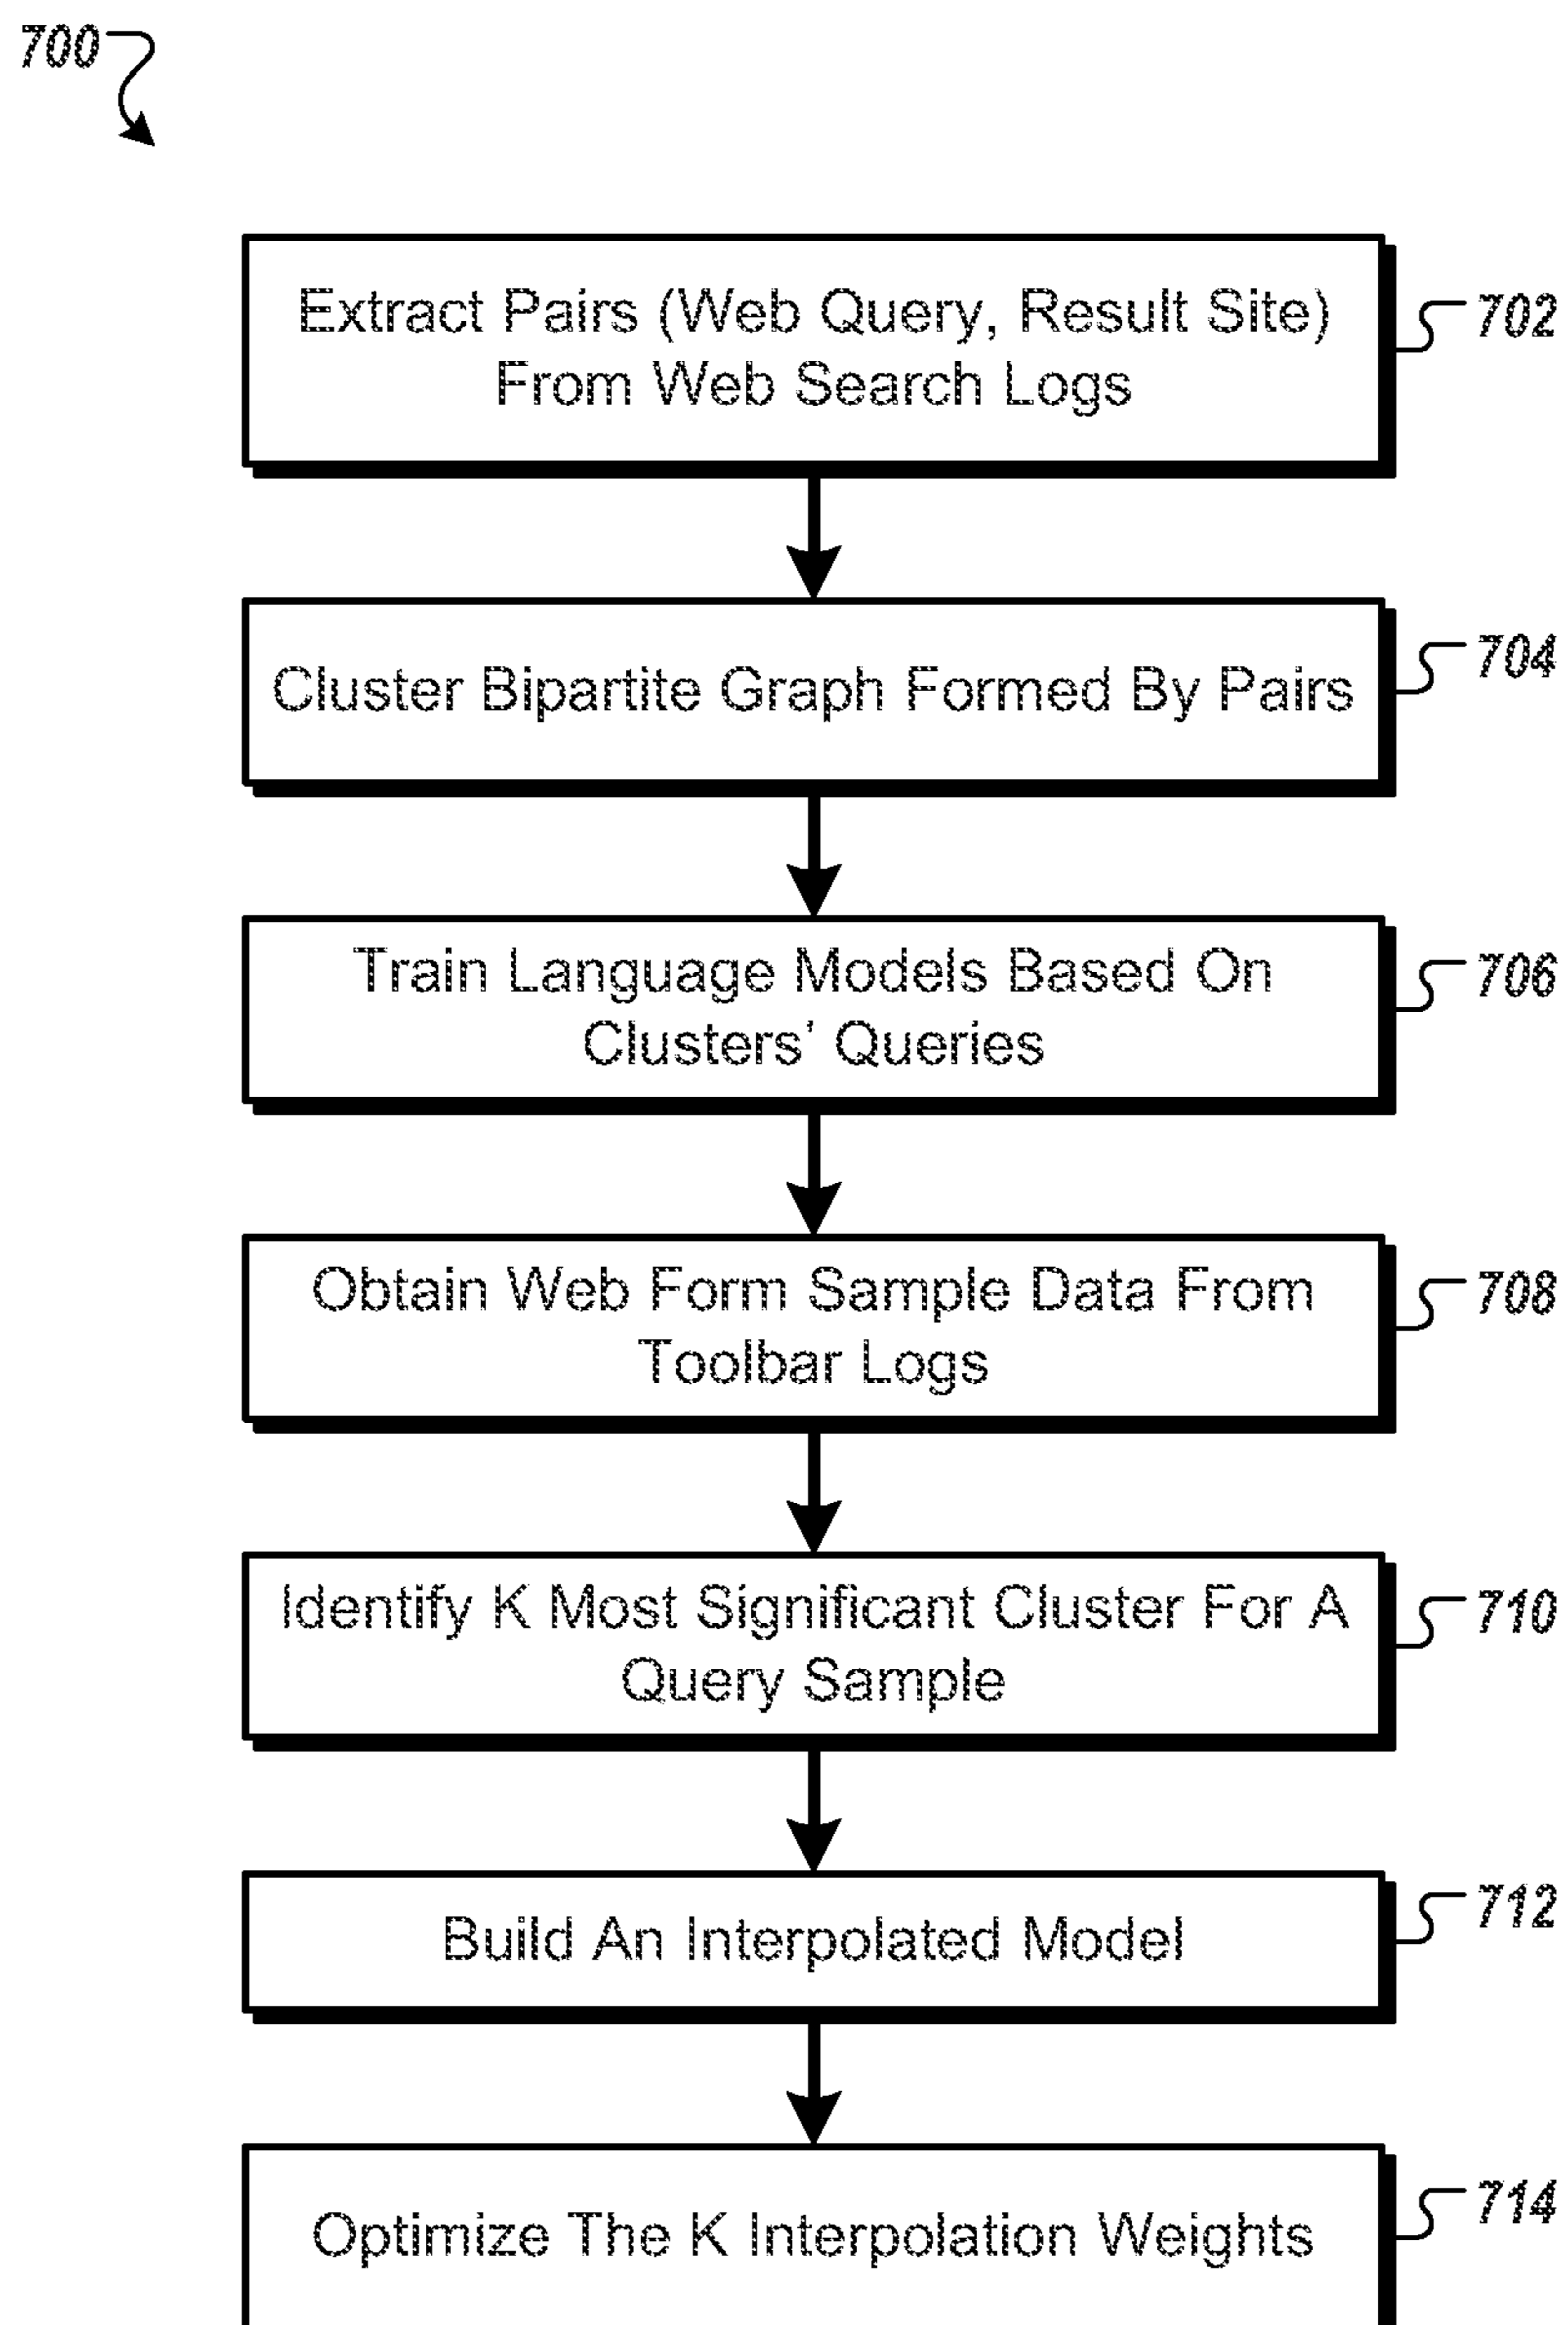 700
Extract Pairs (Web Query, Result Site)
From Web Search Logs
702
Cluster Bipartite Graph Formed By Pairs
704
Train Language Models Based On
Clusters' Queries
706
Obtain Web Form Sample Data From
Toolbar Logs
708
Identify K Most Significant Cluster For A
Query Sample
710
Build An Interpolated Model
712
Optimize The K Interpolation Weights
714